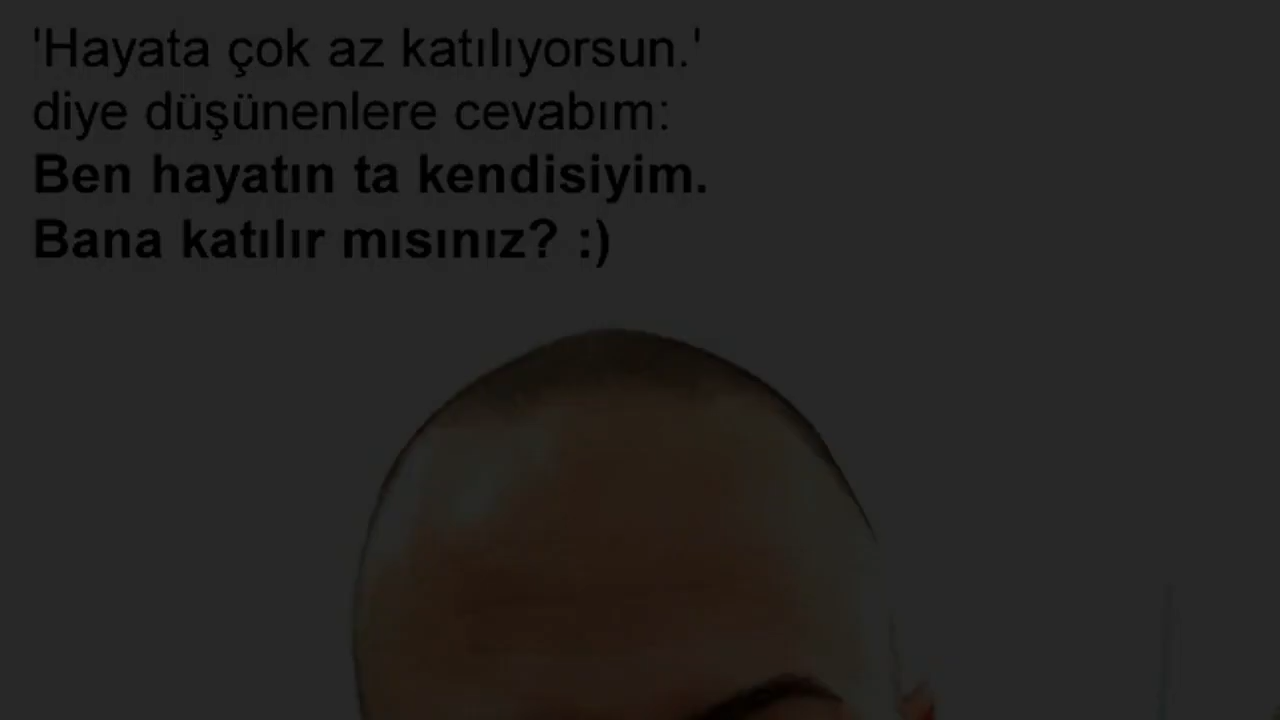 'Hayata çok az katılıyorsun.'
diye düşünenlere cevabım:
Ben hayatın ta kendisiyim.
Bana katılır mısınız? :)